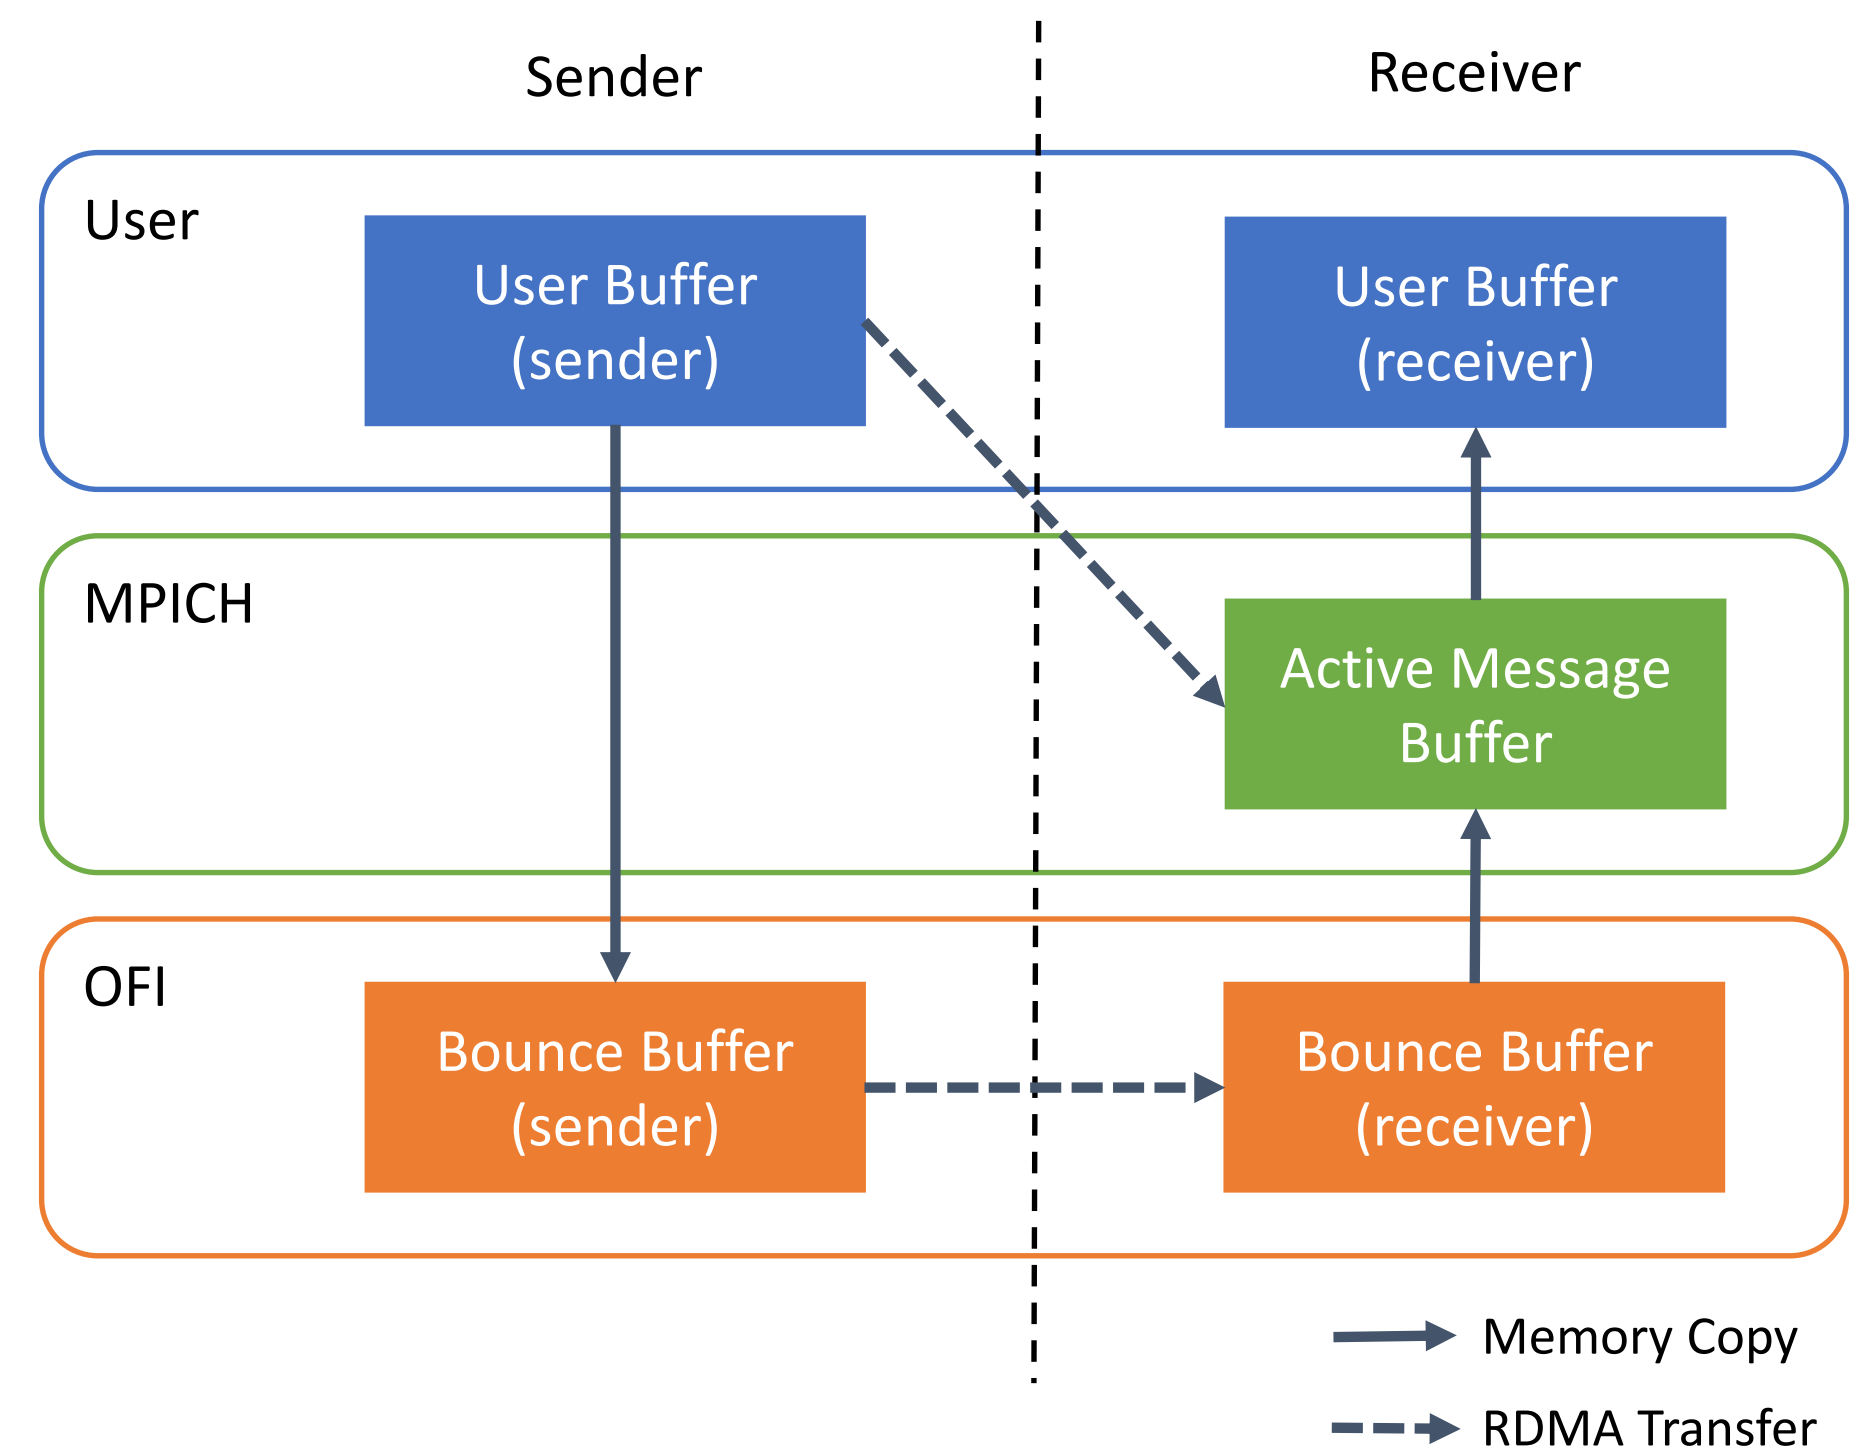 Sender
Receiver
User
User Buffer
(sender)
User Buffer
(receiver)
MPICH
Active Message
Buffer
OFI
Bounce Buffer
(sender)
Bounce Buffer
(receiver)
Memory Copy
RDMA Transfer